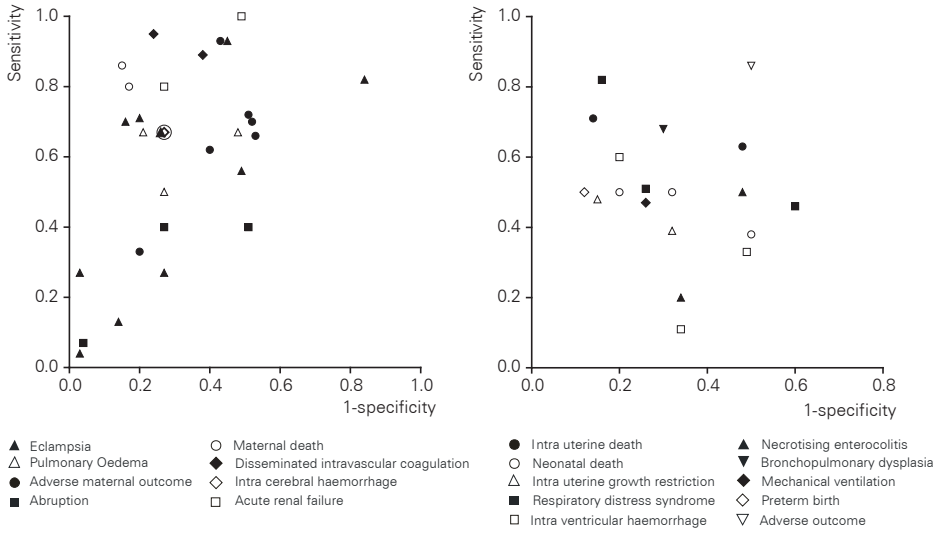 Sensitivity
1.0
0.8
0.6
0.4
0.2
0.0
0.0 0.2 0.4 0.6 0.8 1.0
1-specificity
Eclampsia
Pulmonary Oedema
Adverse maternal outcome
Abruption
Maternal death
Disseminated intravascular coagulation
Intra cerebral haemorrhage
Acute renal failure
Sensitivity
1.0
0.8
0.6
0.4
0.2
0.0
0.0 0.2 0.4 0.6 0.8
1-specificity
Intra uterine death
Neonatal death
Intra uterine growth restriction
Respiratory distress syndrome
Intra ventricular haemorrhage
Necrotising enterocolitis
Bronchopulmonary dysplasia
Mechanical ventilation
Preterm birth
Adverse outcome